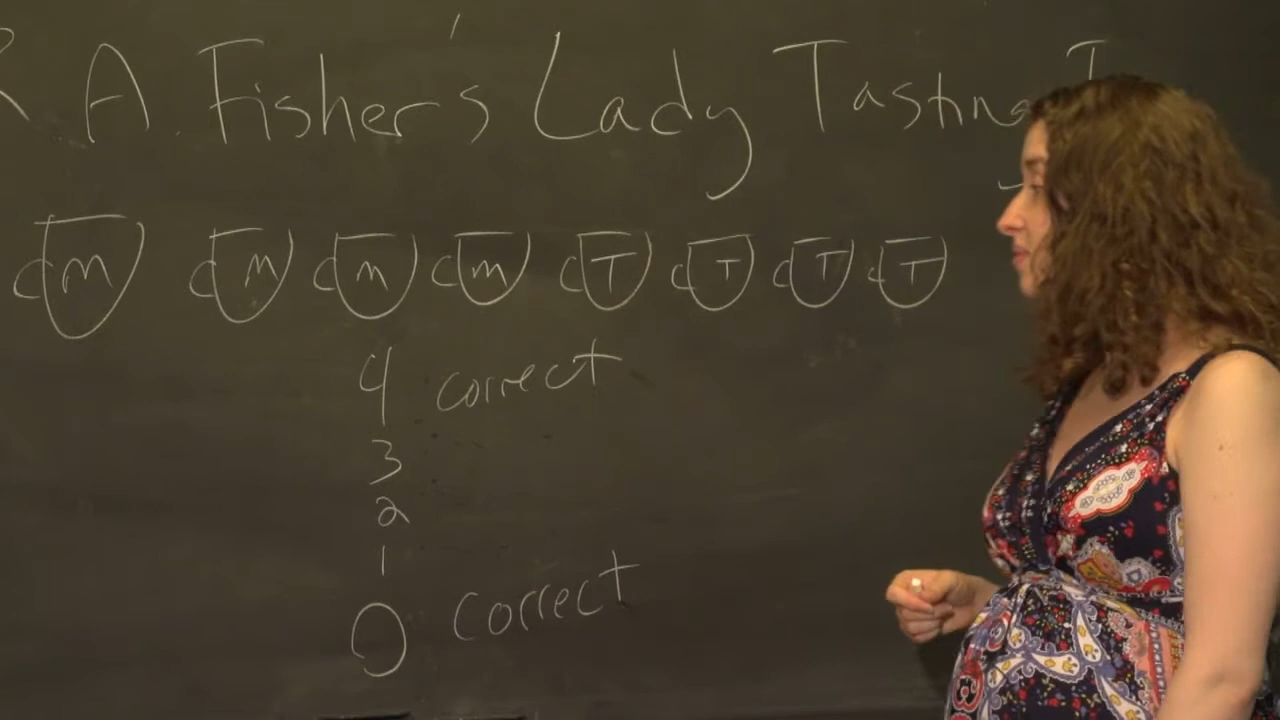 R A. Fisher's Lady Tasting T
M M M M T T T T
4 correct
3
2
1
0 correct